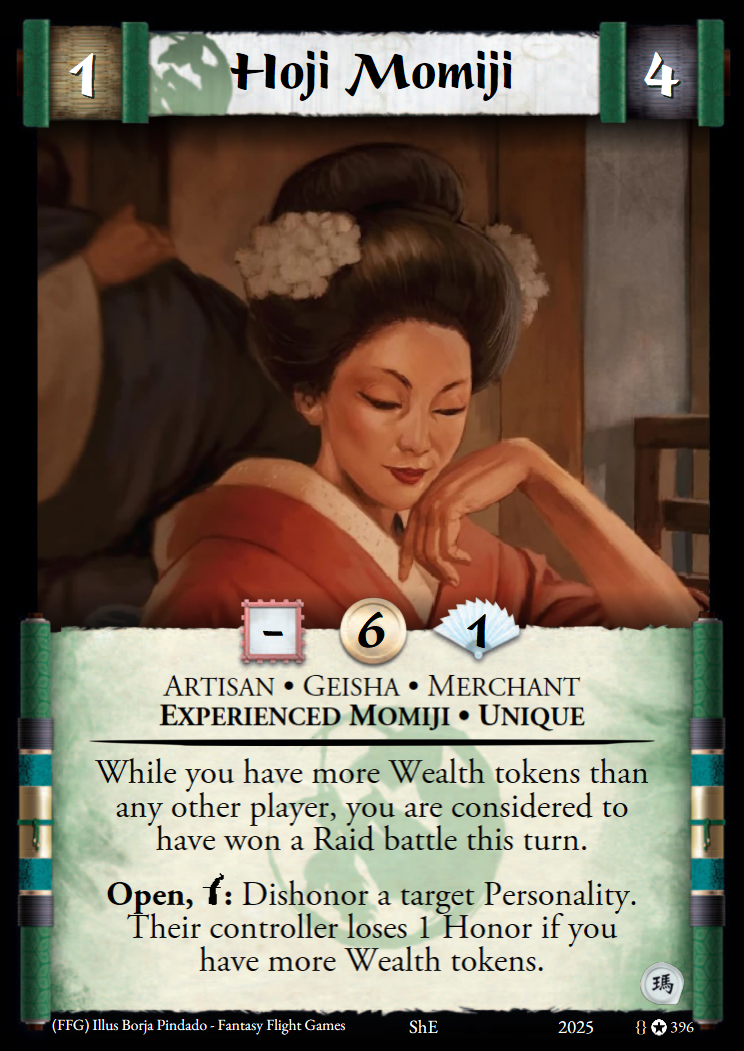 1
Hoji Momiji
4
- 6 1
ARTISAN • GEISHA • MERCHANT
EXPERIENCED MOMIJI • UNIQUE
While you have more Wealth tokens than
any other player, you are considered to
have won a Raid battle this turn.
Open, : Dishonor a target Personality.
Their controller loses 1 Honor if you
have more Wealth tokens.
瑪
(FFG) Illus Borja Pindado - Fantasy Flight Games ShE 2025 {} 396